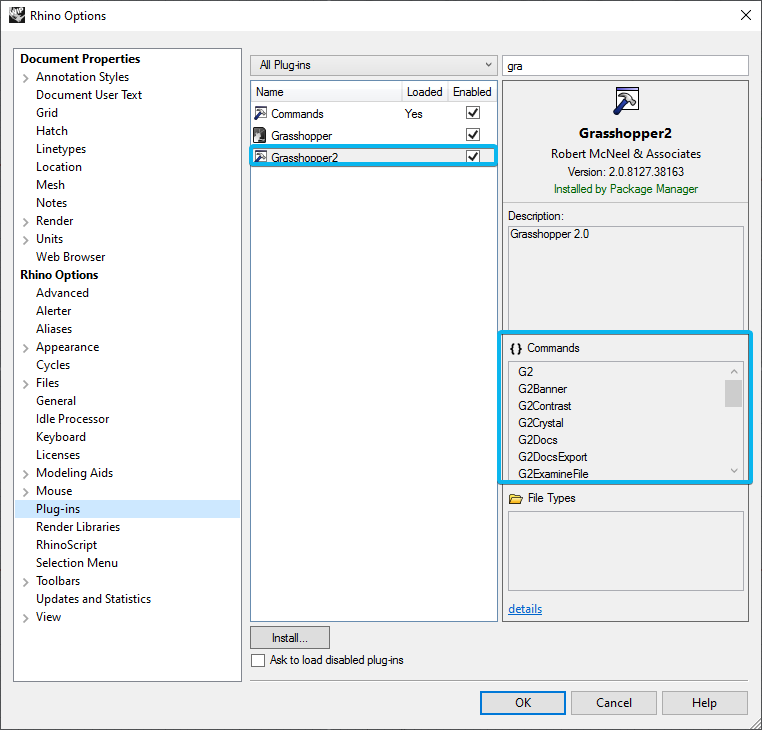 Rhino Options
Document Properties
Annotation Styles
Document User Text
Grid
Hatch
Linetypes
Location
Mesh
Notes
Render
Units
Web Browser
Rhino Options
Advanced
Alerter
Aliases
Appearance
Cycles
Files
General
Idle Processor
Keyboard
Licenses
Modeling Aids
Mouse
Plug-ins
Render Libraries
RhinoScript
Selection Menu
Toolbars
Updates and Statistics
View
All Plug-ins
gra
Name Loaded Enabled
Commands Yes
Grasshopper
Grasshopper2
Install...
Ask to load disabled plug-ins
Grasshopper2
Robert McNeel & Associates
Version: 2.0.8127.38163
Installed by Package Manager
Description:
Grasshopper 2.0
{} Commands
G2
G2Banner
G2Contrast
G2Crystal
G2Docs
G2DocsExport
G2ExamineFile
File Types
details
OK Cancel Help